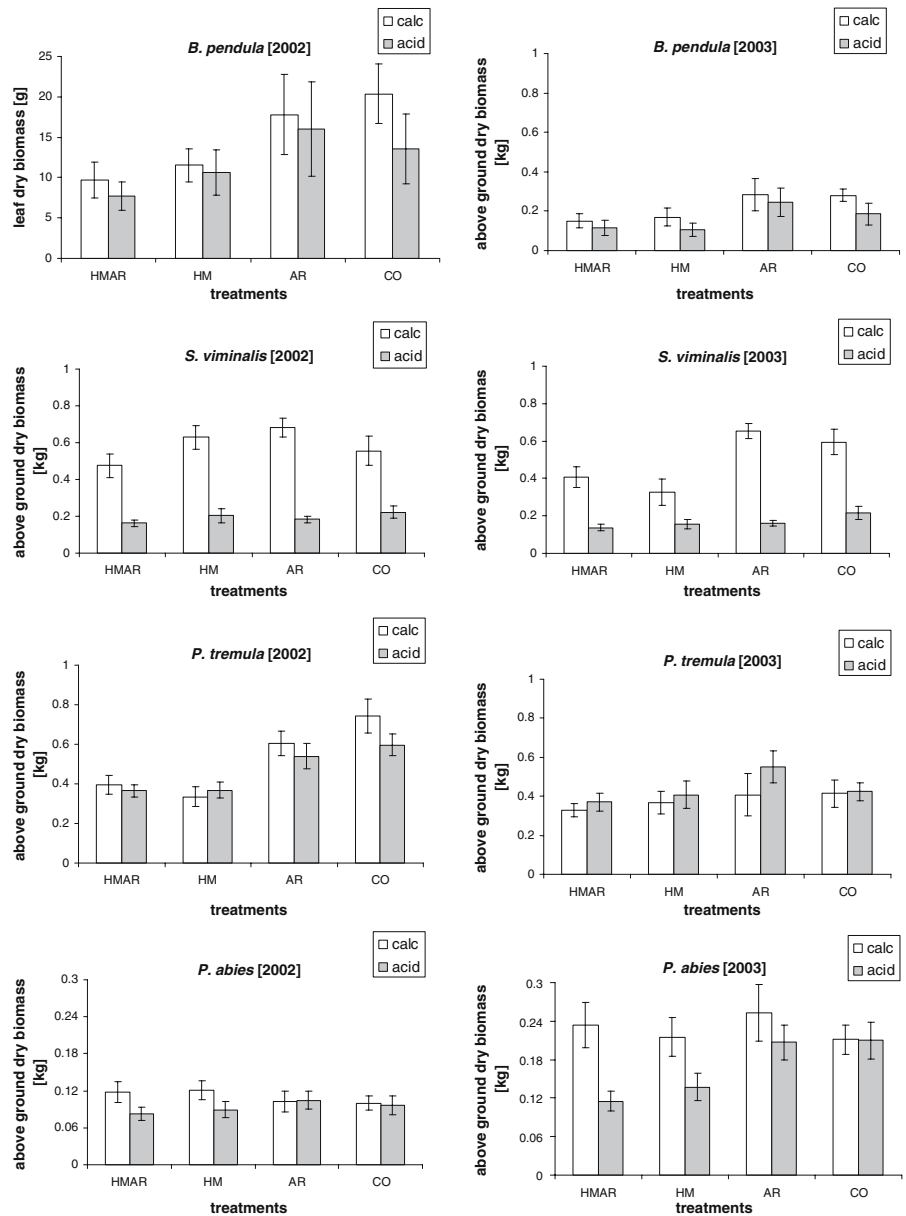 B. pendula [2002]
calc
acid
leaf dry biomass [g]
25
20
15
10
5
0
HMAR HM AR CO
treatments
B. pendula [2003]
calc
acid
above ground dry biomass
[kg]
1
0.8
0.6
0.4
0.2
0
HMAR HM AR CO
treatments
S. viminalis [2002]
calc
acid
above ground dry biomass
[kg]
1
0.8
0.6
0.4
0.2
0
HMAR HM AR CO
treatments
S. viminalis [2003]
calc
acid
above ground dry biomas
[kg]
1
0.8
0.6
0.4
0.2
0
HMAR HM AR CO
treatments
P. tremula [2002]
calc
acid
above ground dry biomass
[kg]
1
0.8
0.6
0.4
0.2
0
HMAR HM AR CO
treatments
P. tremula [2003]
calc
acid
above ground dry biomass
[kg]
1
0.8
0.6
0.4
0.2
0
HMAR HM AR CO
treatments
P. abies [2002]
calc
acid
above ground dry biomass
[kg]
0.3
0.24
0.18
0.12
0.06
0
HMAR HM AR CO
treatments
P. abies [2003]
calc
acid
above ground dry biomass
[kg]
0.3
0.24
0.18
0.12
0.06
0
HMAR HM AR CO
treatments